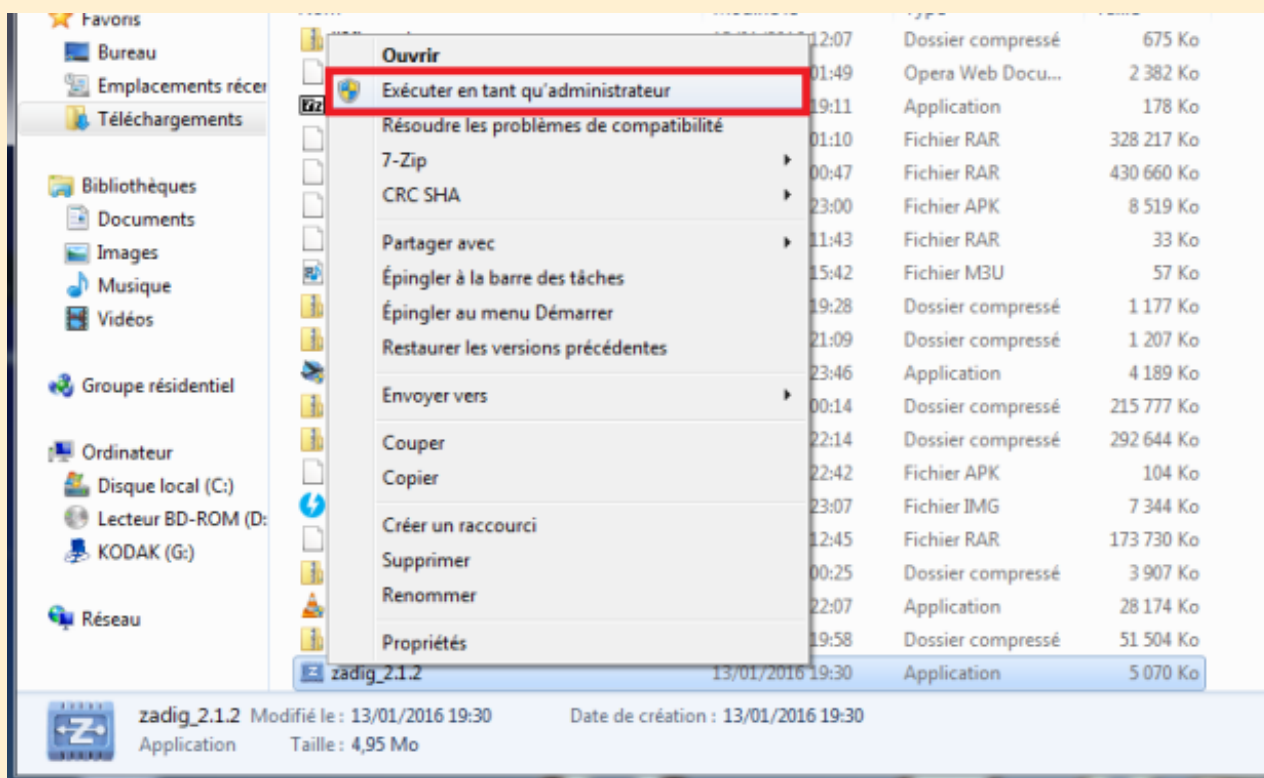 Favoris
Bureau
Emplacements récer
Téléchargements
Bibliothèques
Documents
Images
Musique
Vidéos
Groupe résidentiel
Ordinateur
Disque local (C:)
Lecteur BD-ROM (D:
KODAK (G:)
Réseau
Ouvrir
Exécuter en tant qu'administrateur
Résoudre les problèmes de compatibilité
7-Zip
CRC SHA
Partager avec
Épingler à la barre des tâches
Épingler au menu Démarrer
Restaurer les versions précédentes
Envoyer vers
Couper
Copier
Créer un raccourci
Supprimer
Renommer
Propriétés
12:07 Dossier compressé 675 Ko
01:49 Opera Web Docu... 2 382 Ko
19:11 Application 178 Ko
01:10 Fichier RAR 328 217 Ko
00:47 Fichier RAR 430 660 Ko
23:00 Fichier APK 8 519 Ko
11:43 Fichier RAR 33 Ko
15:42 Fichier M3U 57 Ko
19:28 Dossier compressé 1 177 Ko
21:09 Dossier compressé 1 207 Ko
23:46 Application 4 189 Ko
00:14 Dossier compressé 215 777 Ko
22:14 Dossier compressé 292 644 Ko
22:42 Fichier APK 104 Ko
23:07 Fichier IMG 7 344 Ko
12:45 Fichier RAR 173 730 Ko
00:25 Dossier compressé 3 907 Ko
22:07 Application 28 174 Ko
19:58 Dossier compressé 51 504 Ko
zadig_2.1.2 13/01/2016 19:30 Application 5 070 Ko
zadig_2.1.2 Modifié le : 13/01/2016 19:30 Date de création : 13/01/2016 19:30
Application Taille : 4,95 Mo